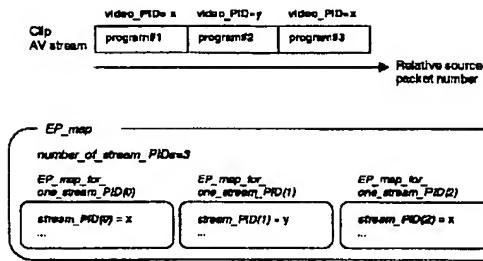 video_PID= x
video_PID=y
video_PID=x
Clip
AV stream
program#1
program#2
program#3
Relative source
packet number
EP_map
number_of_stream_PIDs=3
EP_map_for_
one_stream_PID(0)
EP_map_for_
one_stream_PID(1)
EP_map_for_
one_stream_PID(2)
stream_PID(0) = x
...
stream_PID(1) = y
...
stream_PID(2) = x
...